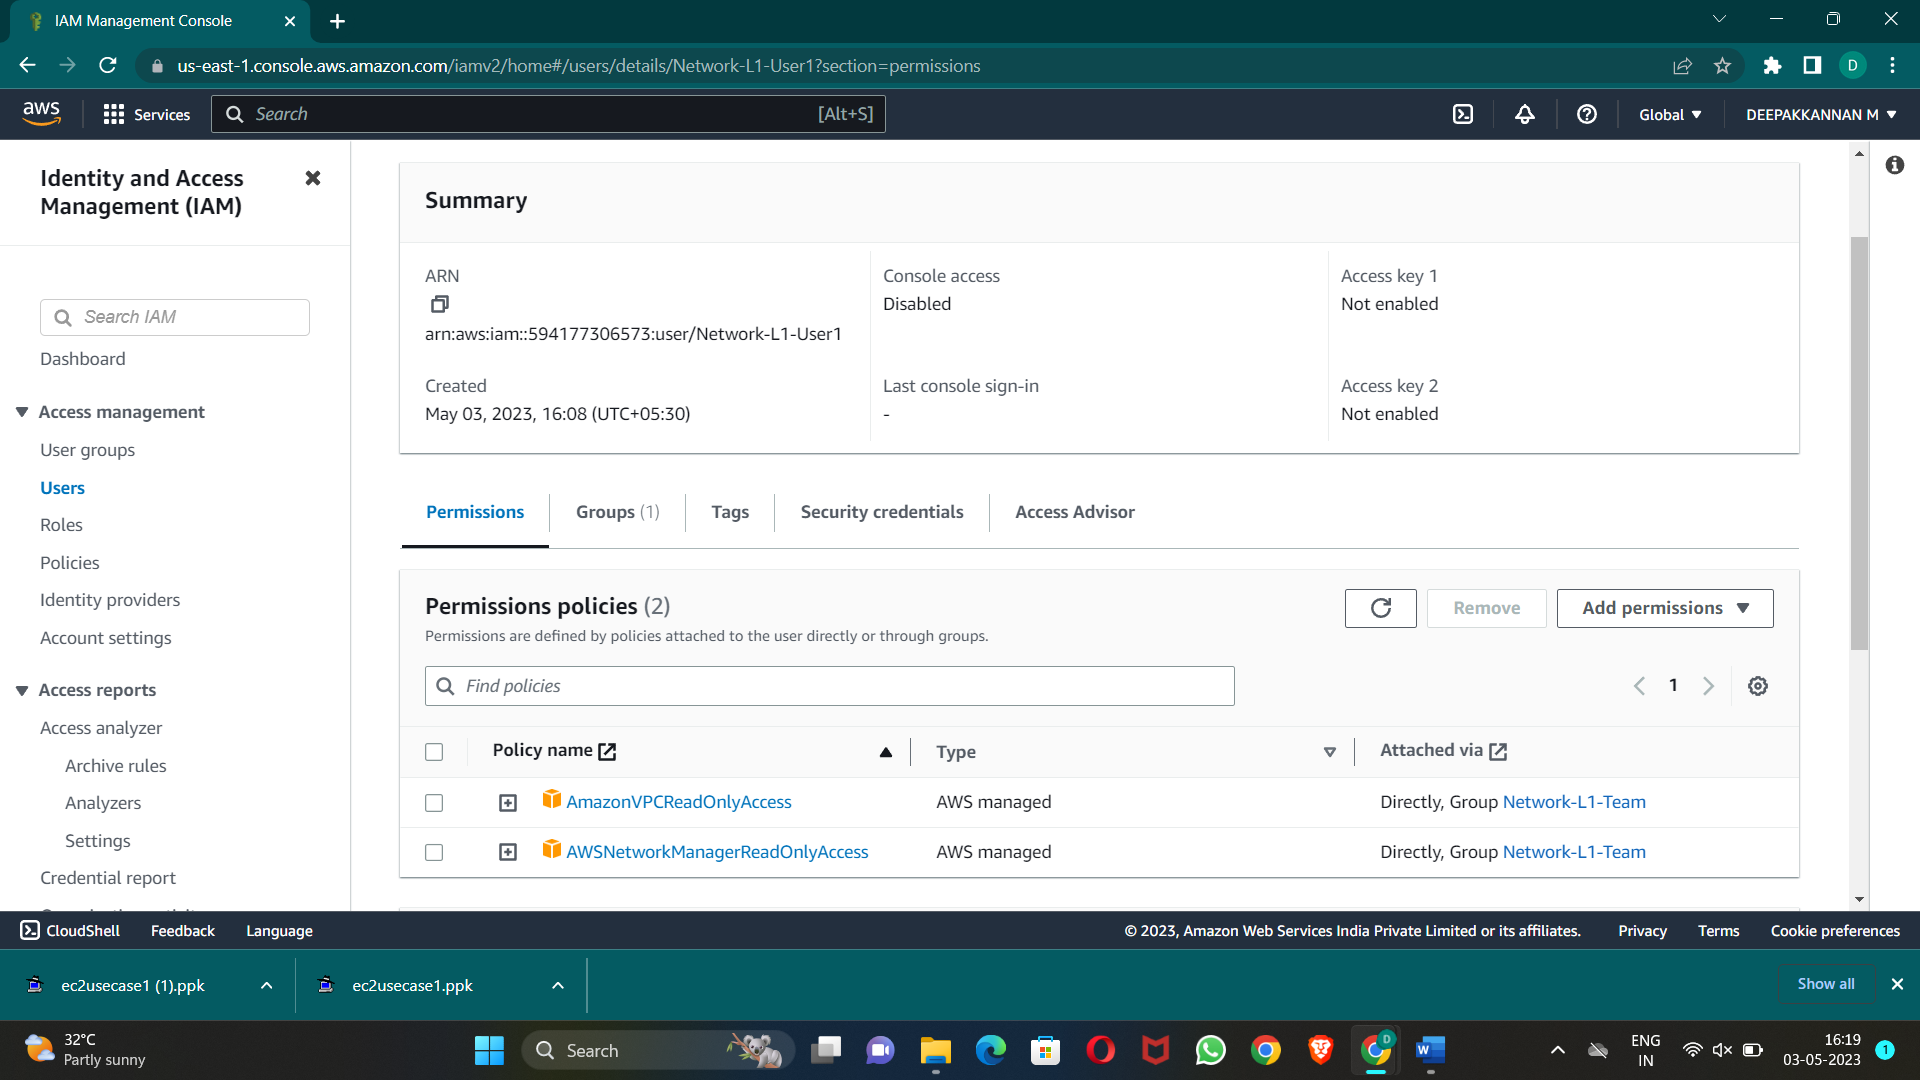 IAM Management Console
us-east-1.console.aws.amazon.com/iamv2/home#/users/details/Network-L1-User1?section=permissions
D
aws
Services
Search
[Alt+S]
Global
DEEPAKKANNAN M
Identity and Access
Management (IAM)
Search IAM
Dashboard
Access management
User groups
Users
Roles
Policies
Identity providers
Account settings
Access reports
Access analyzer
Archive rules
Analyzers
Settings
Credential report
Summary
ARN
arn:aws:iam::594177306573:user/Network-L1-User1
Console access
Disabled
Access key 1
Not enabled
Created
May 03, 2023, 16:08 (UTC+05:30)
Last console sign-in
-
Access key 2
Not enabled
Permissions
Groups (1)
Tags
Security credentials
Access Advisor
Permissions policies (2)
Permissions are defined by policies attached to the user directly or through groups.
Remove
Add permissions
Find policies
1
Policy name
Type
Attached via
AmazonVPCReadOnlyAccess
AWS managed
Directly, Group Network-L1-Team
AWSNetworkManagerReadOnlyAccess
AWS managed
Directly, Group Network-L1-Team
CloudShell
Feedback
Language
© 2023, Amazon Web Services India Private Limited or its affiliates.
Privacy
Terms
Cookie preferences
ec2usecase1 (1).ppk
ec2usecase1.ppk
Show all
32°C
Partly sunny
Search
D
W
ENG
IN
16:19
03-05-2023
1